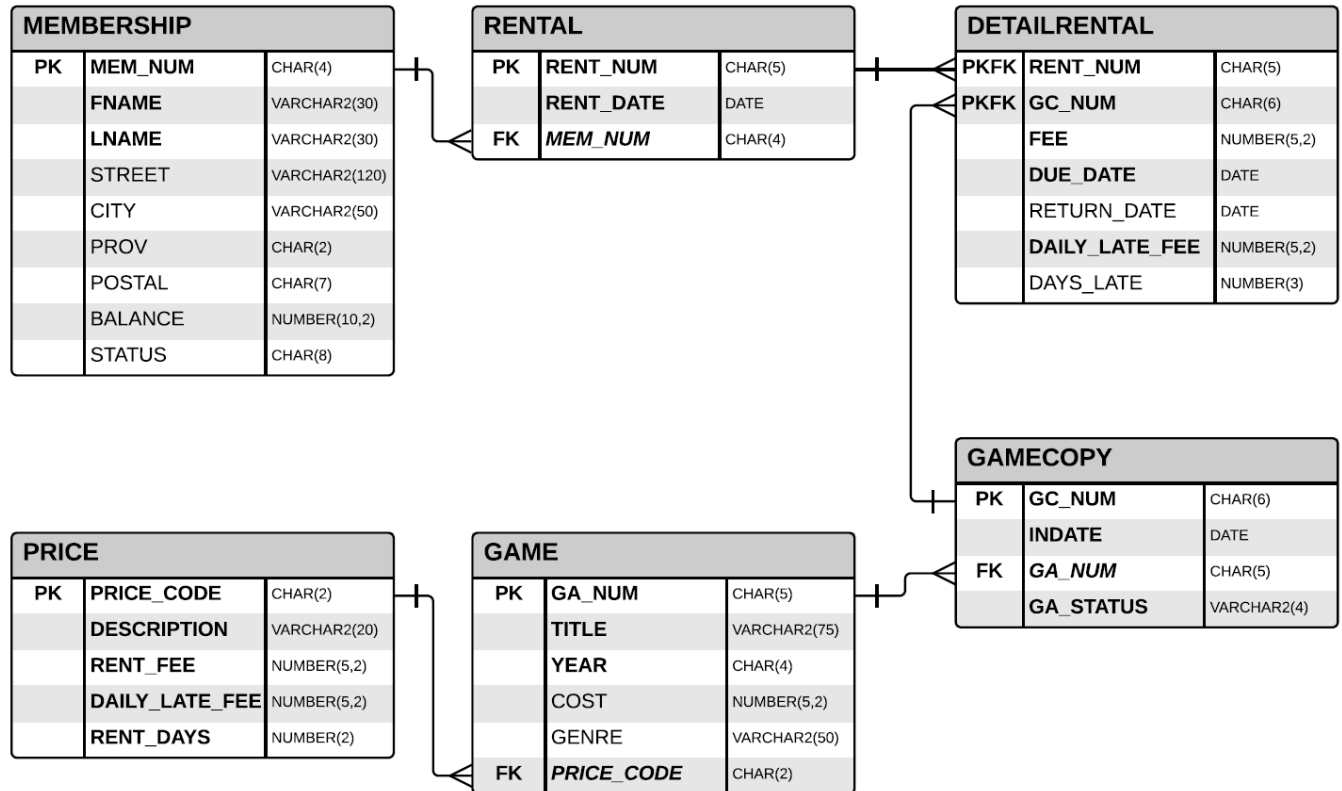 MEMBERSHIP
PK MEM_NUM CHAR(4)
FNAME VARCHAR2(30)
LNAME VARCHAR2(30)
STREET VARCHAR2(120)
CITY VARCHAR2(50)
PROV CHAR(2)
POSTAL CHAR(7)
BALANCE NUMBER(10,2)
STATUS CHAR(8)
RENTAL
PK RENT_NUM CHAR(5)
RENT_DATE DATE
FK MEM_NUM CHAR(4)
DETAILRENTAL
PKFK RENT_NUM CHAR(5)
PKFK GC_NUM CHAR(6)
FEE NUMBER(5,2)
DUE_DATE DATE
RETURN_DATE DATE
DAILY_LATE_FEE NUMBER(5,2)
DAYS_LATE NUMBER(3)
PRICE
PK PRICE_CODE CHAR(2)
DESCRIPTION VARCHAR2(20)
RENT_FEE NUMBER(5,2)
DAILY_LATE_FEE NUMBER(5,2)
RENT_DAYS NUMBER(2)
GAME
PK GA_NUM CHAR(5)
TITLE VARCHAR2(75)
YEAR CHAR(4)
COST NUMBER(5,2)
GENRE VARCHAR2(50)
FK PRICE_CODE CHAR(2)
GAMECOPY
PK GC_NUM CHAR(6)
INDATE DATE
FK GA_NUM CHAR(5)
GA_STATUS VARCHAR2(4)